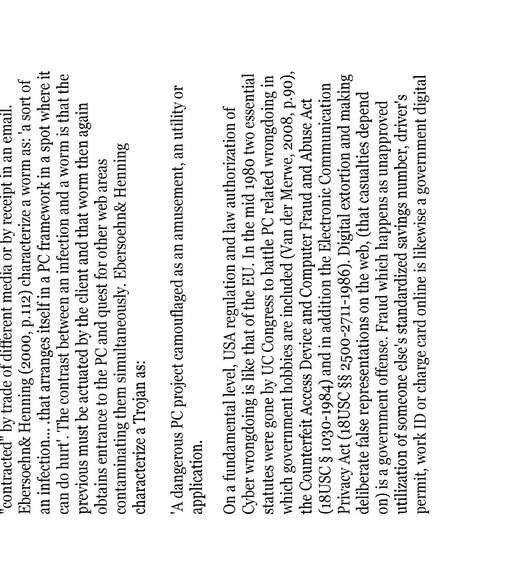 "contracted" by trade of different media or by receipt in an email.
Ebersoehn& Henning (2000, p.112) characterize a worm as: 'a sort of
an infection.. . that arranges itself in a PC framework in a spot where it
can do hurt'. The contrast between an infection and a worm is that the
previous must be actuated by the client and that worm then again
obtains entrance to the PC and quest for other web areas
contaminating them simultaneously. Ebersoehn& Henning
characterize a Trojan as:
'A dangerous PC project camouflaged as an amusement, an utility or
application.
On a fundamental level, USA regulation and law authorization of
Cyber wrongdoing is like that of the EU. In the mid 1980 two essential
statutes were gone by UC Congress to battle PC related wrongdoing in
which government hobbies are included (Van der Merwe, 2008, p.90),
the Counterfeit Access Device and Computer Fraud and Abuse Act
(18USC § 1030-1984) and in addition the Electronic Communication
Privacy Act (18USC §§ 2500-2711-1986), Digital extortion and making
deliberate false representations on the web, (that casualties depend
on) is a government offense. Fraud which happens as unapproved
utilization of someone else's standardized savings number, driver's
permit, work ID or charge card online is likewise a government digital